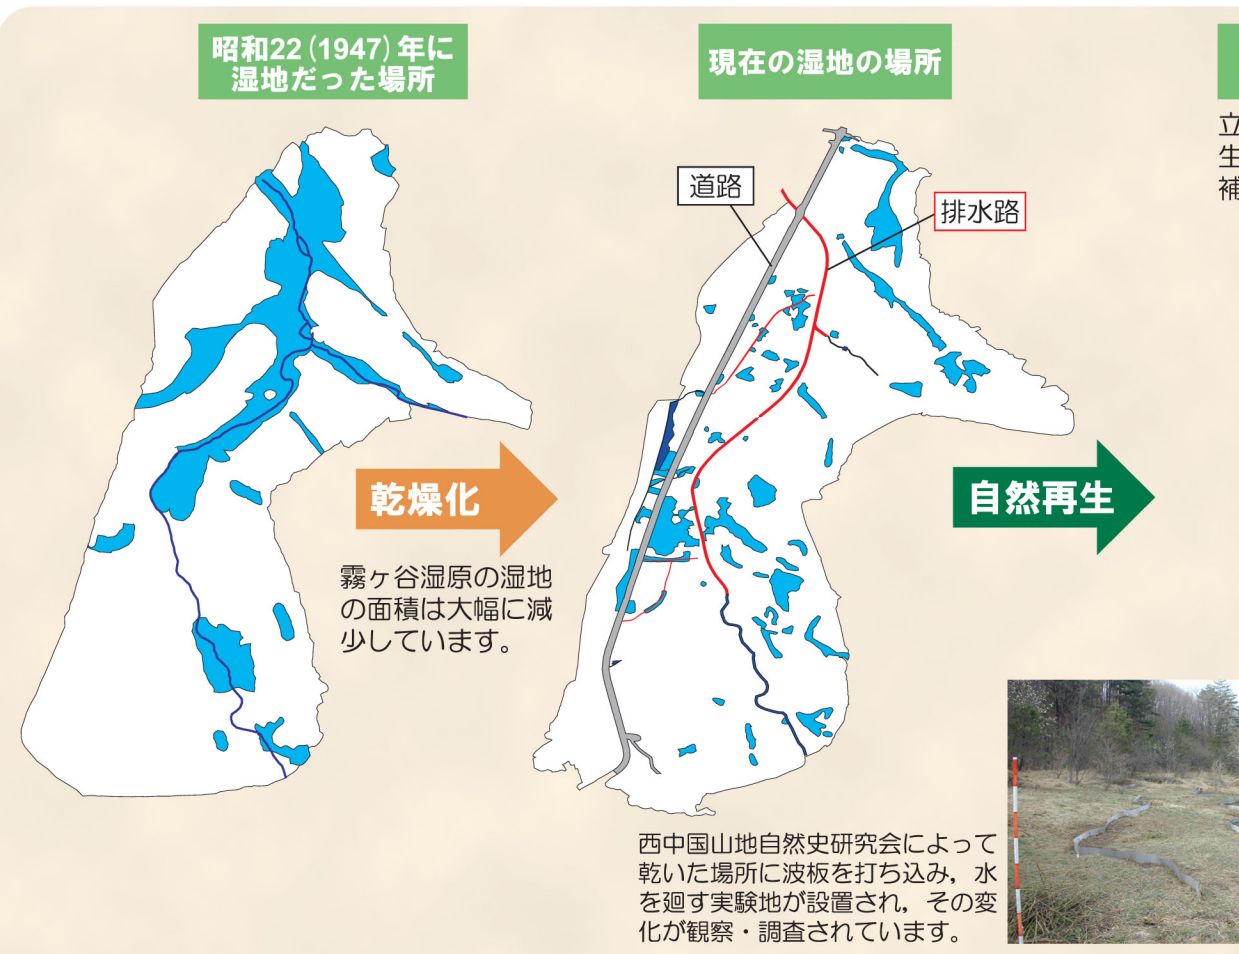 昭和22(1947)年に
湿地だった場所
現在の湿地の場所
道路
排水路
乾燥化
霧ヶ谷湿原の湿地
の面積は大幅に減
少しています。
自然再生
立
生
補
西中国山地自然史研究会によって
乾いた場所に波板を打ち込み，水
を廻す実験地が設置され，その変
化が観察・調査されています。